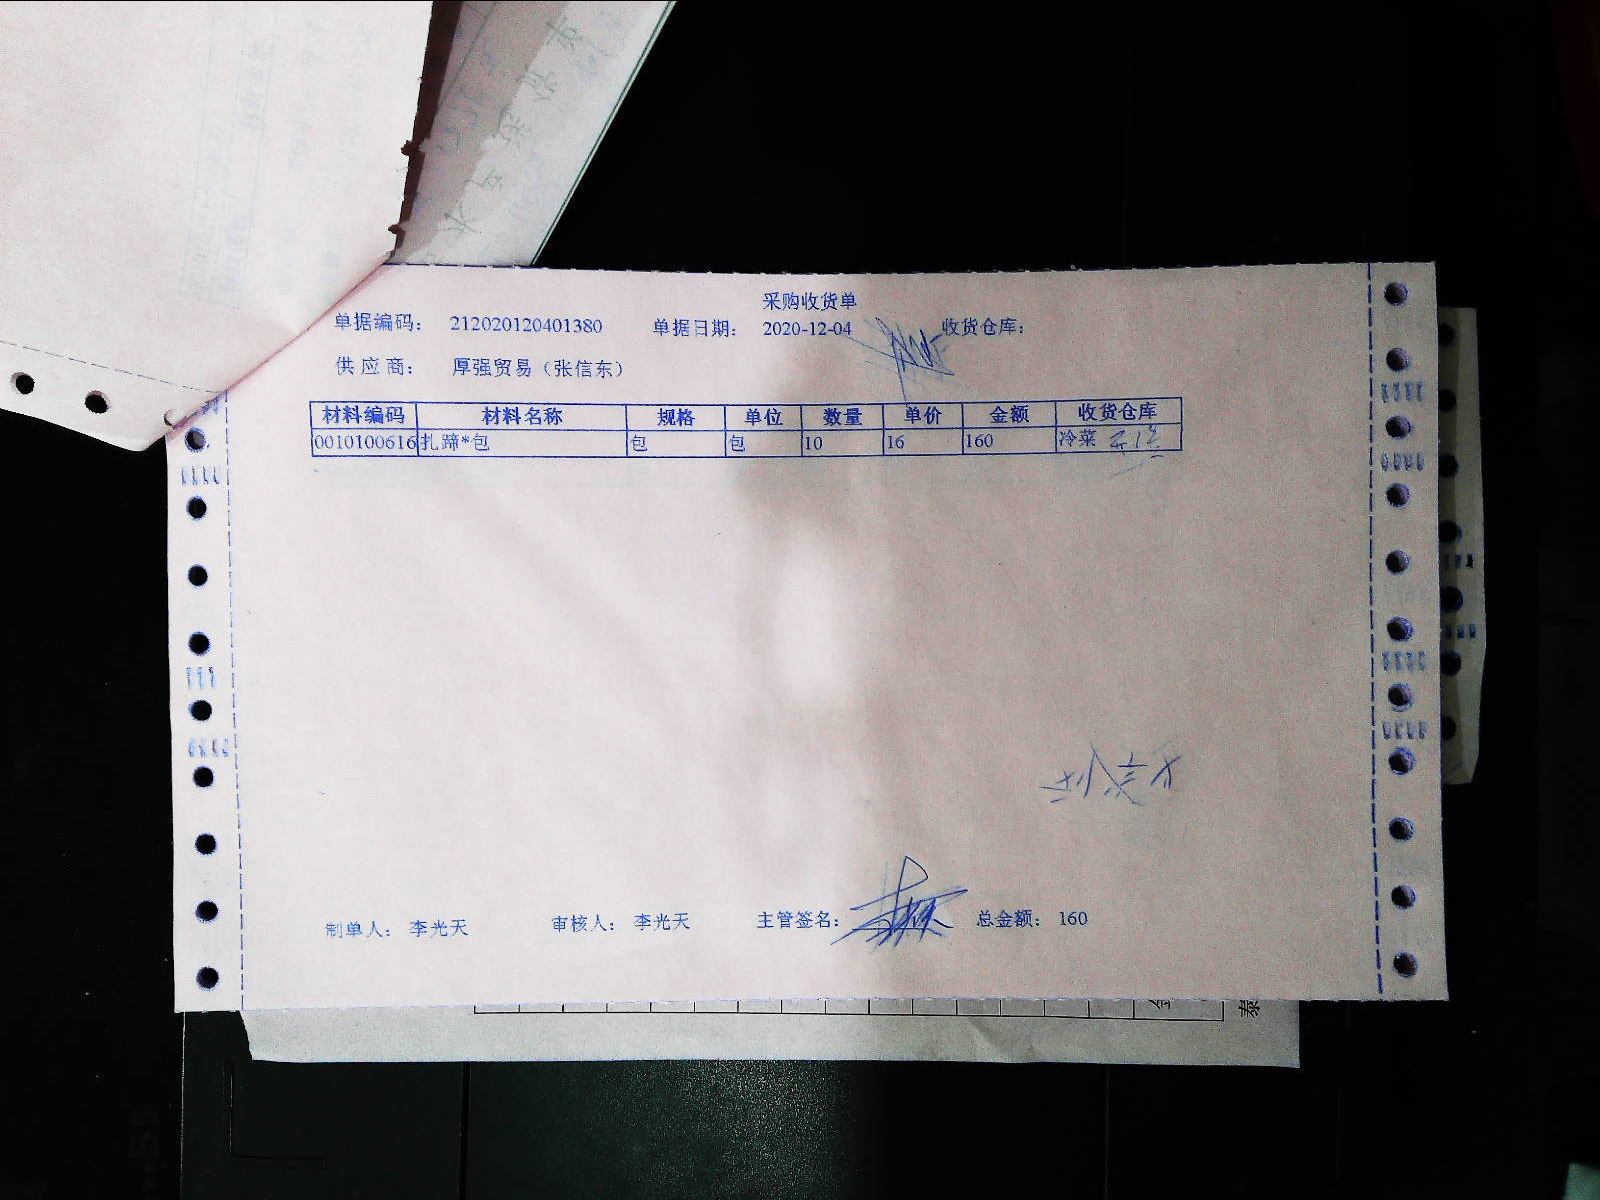 采购收货单
单据编码： 212020120401380 单据日期： 2020-12-04 收货仓库：
供应商： 厚强贸易（张信东）
材料编码 材料名称 规格 单位 数量 单价 金额 收货仓库
0010100616 扎蹄*包 包 包 10 16 160 冷菜
制单人： 李光天 审核人： 李光天 主管签名： 总金额： 160
泰